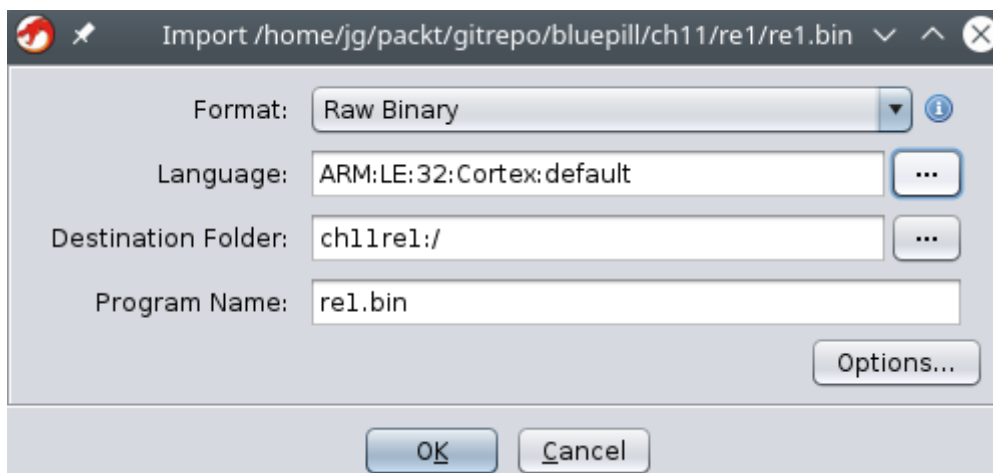 Import /home/jg/packt/gitrepo/bluepill/ch11/re1/re1.bin
Format: Raw Binary
Language: ARM:LE:32:Cortex:default ...
Destination Folder: ch11re1:/ ...
Program Name: re1.bin
Options...
OK Cancel